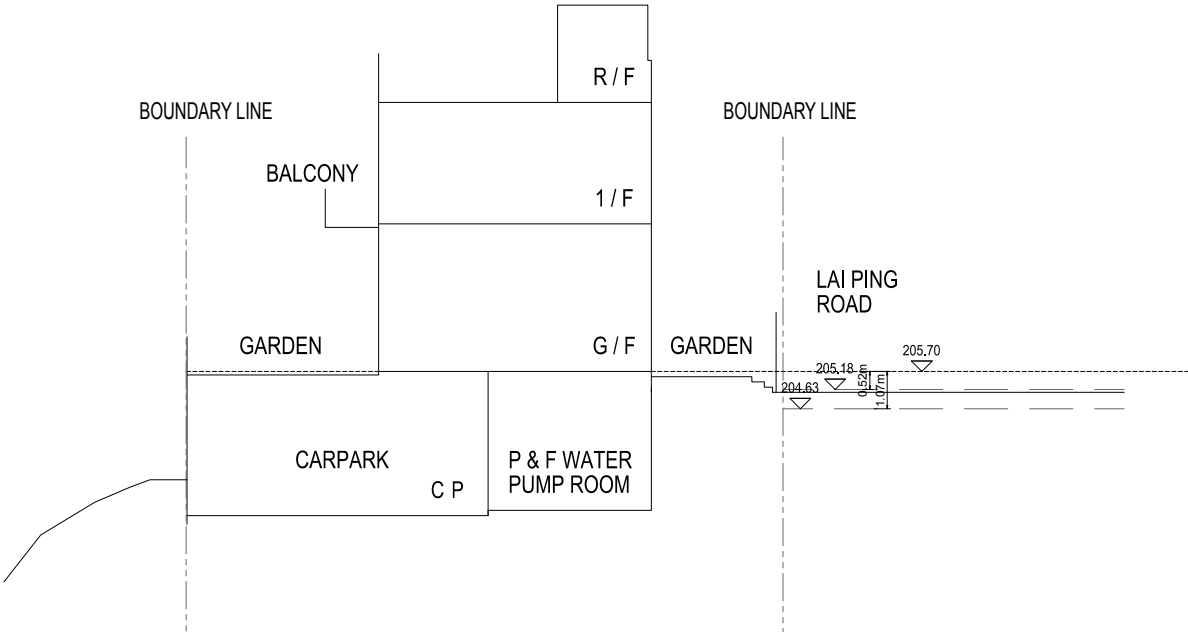 R / F
BOUNDARY LINE
BOUNDARY LINE
BALCONY
1 / F
LAI PING
ROAD
GARDEN
G / F
GARDEN
205.70
205.18
204.63
0.52m
1.07m
CARPARK
C P
P & F WATER
PUMP ROOM